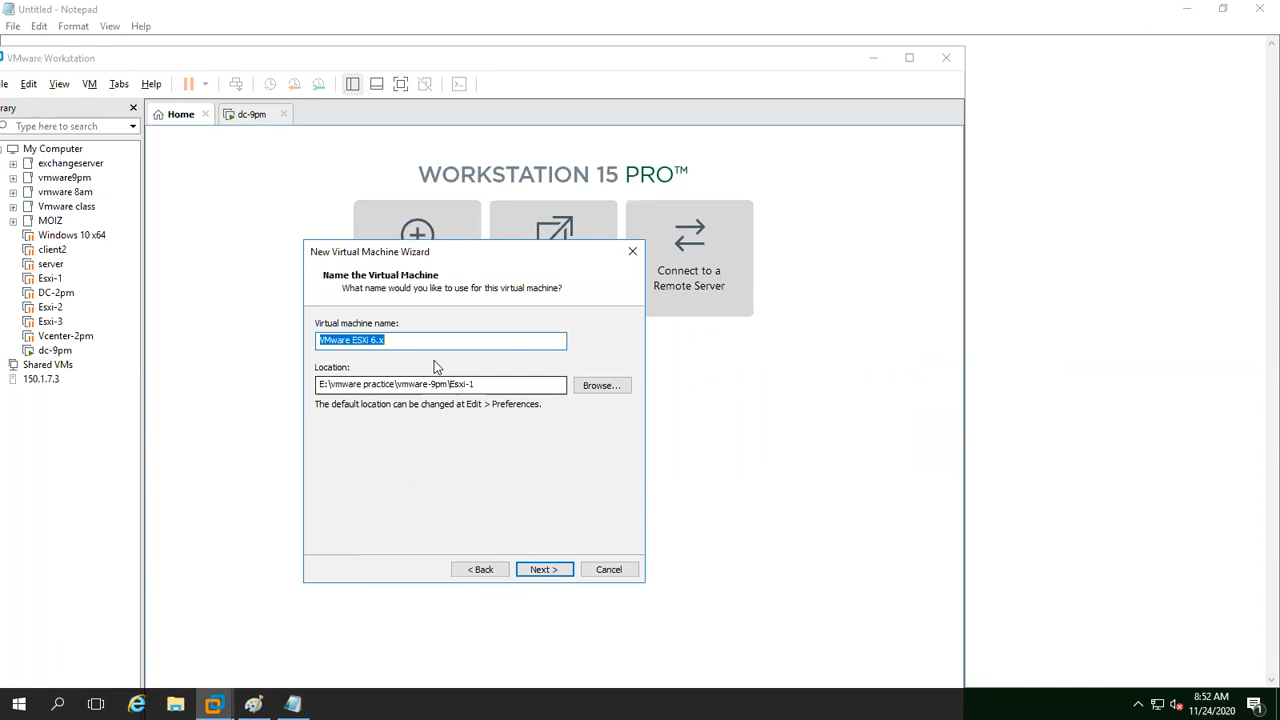 Untitled - Notepad
File Edit Format View Help
VMware Workstation
le Edit View VM Tabs Help
rary
Type here to search
Home
dc-9pm
My Computer
exchangeserver
vmware9pm
vmware 8am
Vmware class
MOIZ
Windows 10 x64
client2
server
Esxi-1
DC-2pm
Esxi-2
Esxi-3
Vcenter-2pm
dc-9pm
Shared VMs
150.1.7.3
WORKSTATION 15 PRO™
Connect to a
Remote Server
New Virtual Machine Wizard
Name the Virtual Machine
What name would you like to use for this virtual machine?
Virtual machine name:
VMware ESXi 6.x
Location:
E:\vmware practice\vmware-9pm\Esxi-1
Browse...
The default location can be changed at Edit > Preferences.
< Back Next > Cancel
8:52 AM
11/24/2020
1